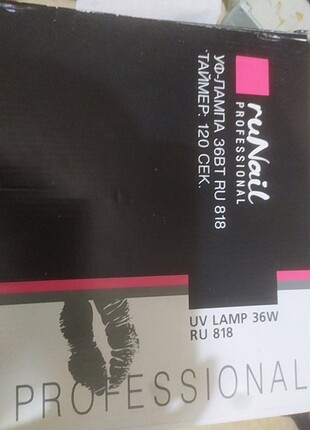 ruNail
PROFESSIONAL
УФ-ЛАМПА 36ВТ RU 818
ТАЙМЕР: 120 СЕК.
UV LAMP 36W
RU 818
PROFESSIONAL